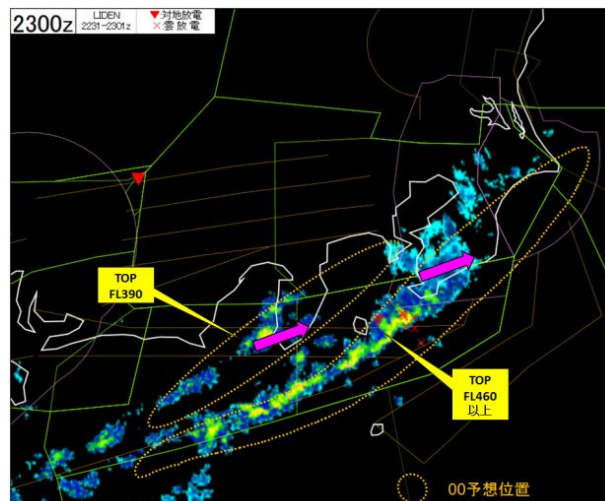 2300z
LIDEN
2231-2301z
▼:対地放電
×:雲放電
TOP
FL390
TOP
FL460
以上
00予想位置